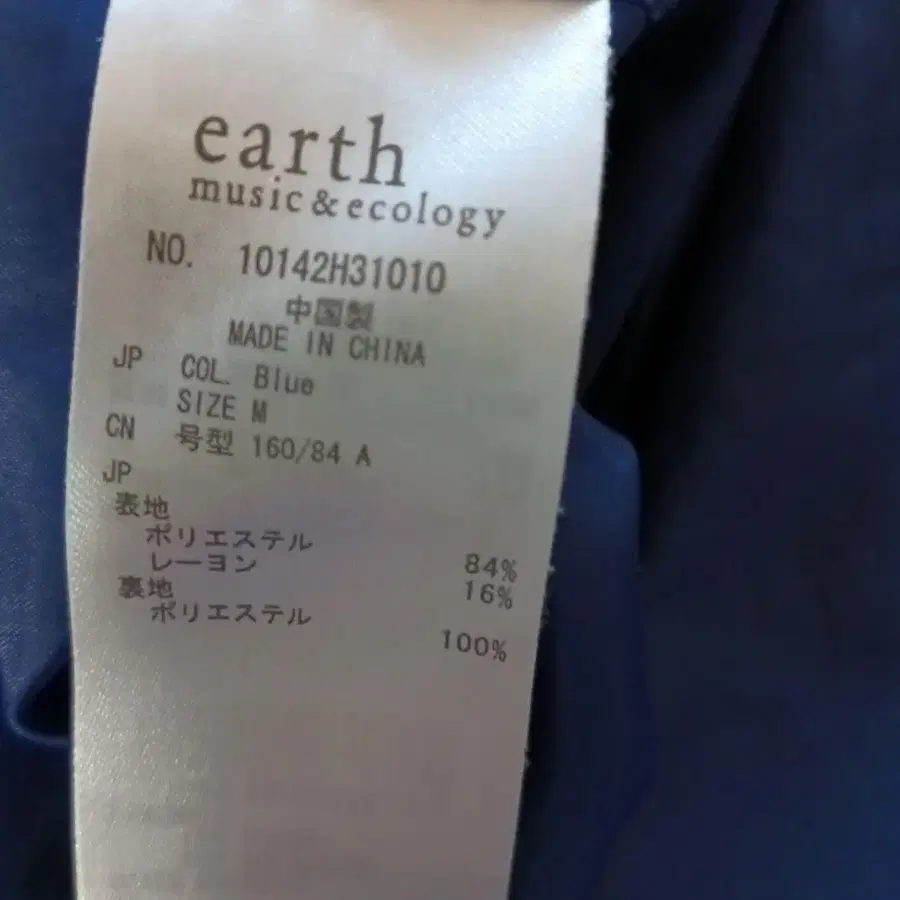 earth
music&ecology
NO. 10142H31010
中国製
MADE IN CHINA
JP COL. Blue
SIZE M
CN 号型 160/84 A
JP
表地
ポリエステル 84%
レーヨン 16%
裏地
ポリエステル 100%